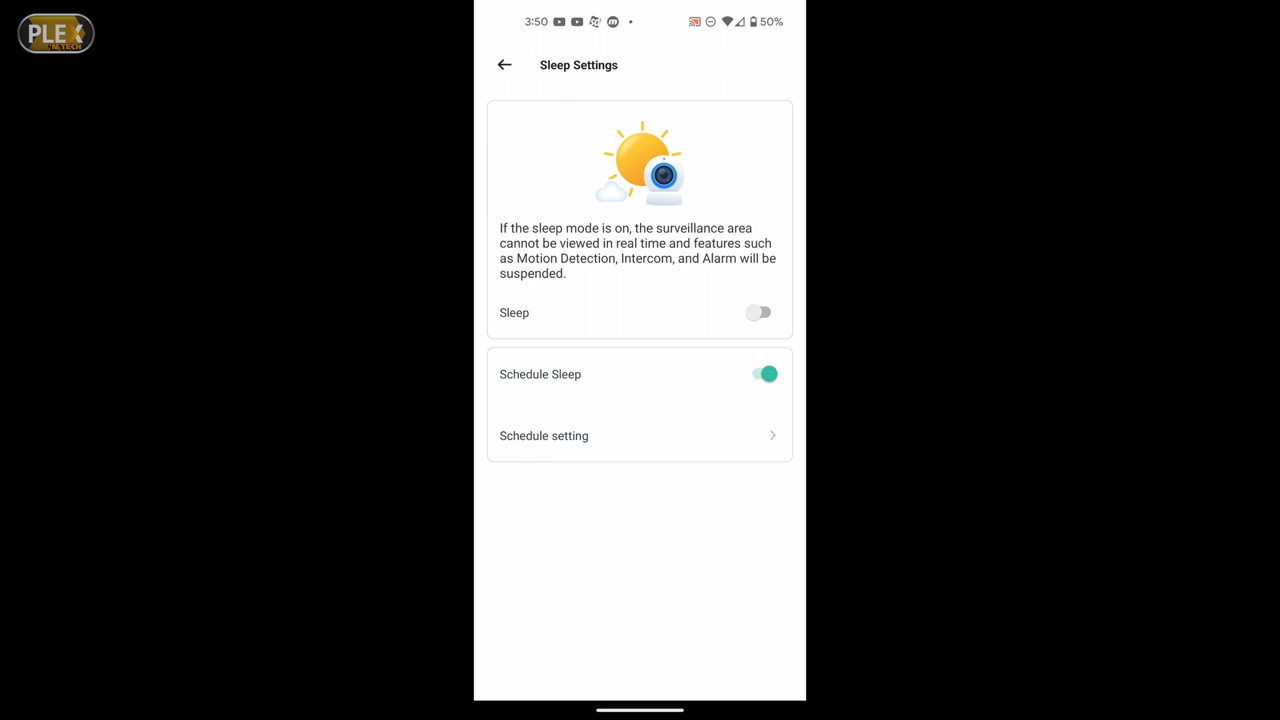 PLEX
'N TECH
3:50
50%
Sleep Settings
If the sleep mode is on, the surveillance area
cannot be viewed in real time and features such
as Motion Detection, Intercom, and Alarm will be
suspended.
Sleep
Schedule Sleep
Schedule setting